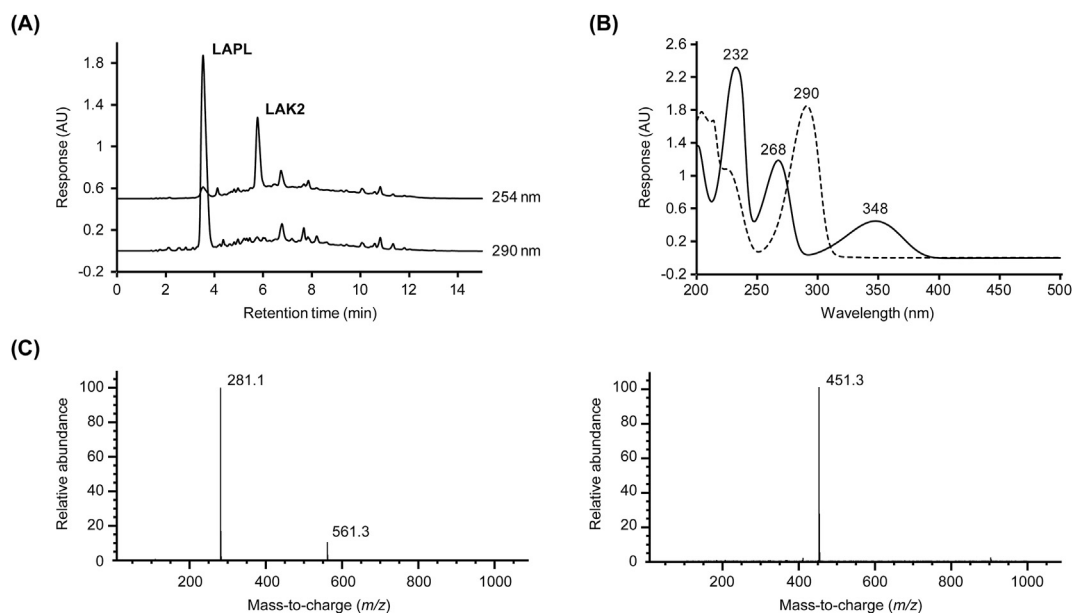 (A)
LAPL
LAK2
1.8
1.4
1
0.6
0.2
-0.2
254 nm
290 nm
0 2 4 6 8 10 12 14
Response (AU)
Retention time (min)
(B)
2.6
2.2
1.8
1.4
1
0.6
0.2
-0.2
232
290
268
348
200 250 300 350 400 450 500
Response (AU)
Wavelength (nm)
(C)
100
80
60
40
20
0
281.1
561.3
200 400 600 800 1000
Relative abundance
Mass-to-charge (m/z)
100
80
60
40
20
0
451.3
200 400 600 800 1000
Relative abundance
Mass-to-charge (m/z)